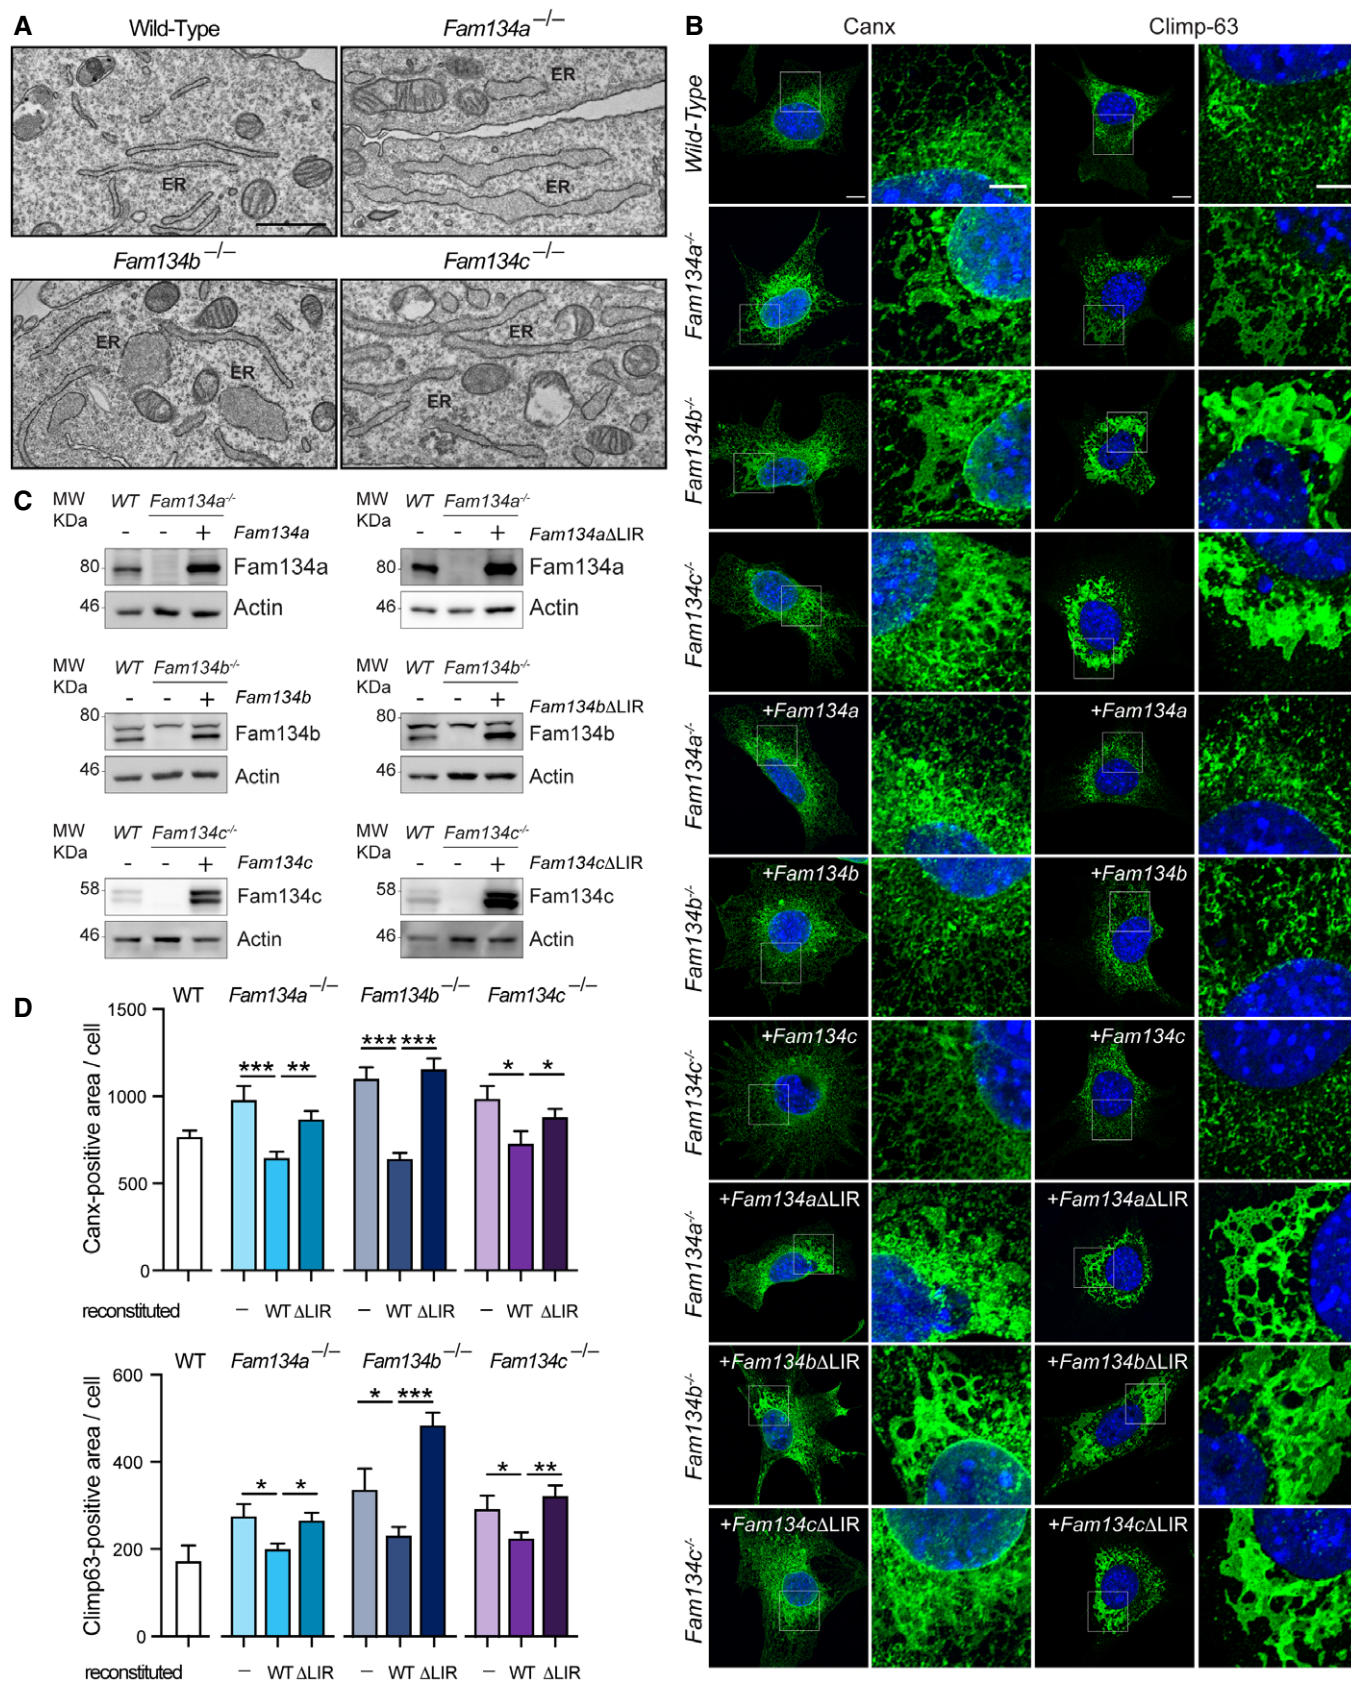 A
Wild-Type
Fam134a−/−
ER
ER
ER
Fam134b−/−
Fam134c−/−
ER
ER
ER
ER
B
Canx
Climp-63
Wild-Type
Fam134a-/-
Fam134b-/-
Fam134c-/-
Fam134a-/-
+Fam134a
+Fam134a
Fam134b-/-
+Fam134b
+Fam134b
Fam134c-/-
+Fam134c
+Fam134c
Fam134a-/-
+Fam134aΔLIR
+Fam134aΔLIR
Fam134b-/-
+Fam134bΔLIR
+Fam134bΔLIR
Fam134c-/-
+Fam134cΔLIR
+Fam134cΔLIR
C
MW
KDa
WT
Fam134a-/-
- - + Fam134a
80
Fam134a
46
Actin
MW
KDa
WT
Fam134a-/-
- - + Fam134aΔLIR
80
Fam134a
46
Actin
MW
KDa
WT
Fam134b-/-
- - + Fam134b
80
Fam134b
46
Actin
MW
KDa
WT
Fam134b-/-
- - + Fam134bΔLIR
80
Fam134b
46
Actin
MW
KDa
WT
Fam134c-/-
- - + Fam134c
58
Fam134c
46
Actin
MW
KDa
WT
Fam134c-/-
- - + Fam134cΔLIR
58
Fam134c
46
Actin
D
WT
Fam134a−/−
Fam134b−/−
Fam134c−/−
Canx-positive area / cell
1500
1000
500
0
*** **
*** ***
* *
reconstituted
− WT ΔLIR
− WT ΔLIR
− WT ΔLIR
WT
Fam134a−/−
Fam134b−/−
Fam134c−/−
Climp63-positive area / cell
600
400
200
0
* *
* ***
* **
reconstituted
− WT ΔLIR
− WT ΔLIR
− WT ΔLIR